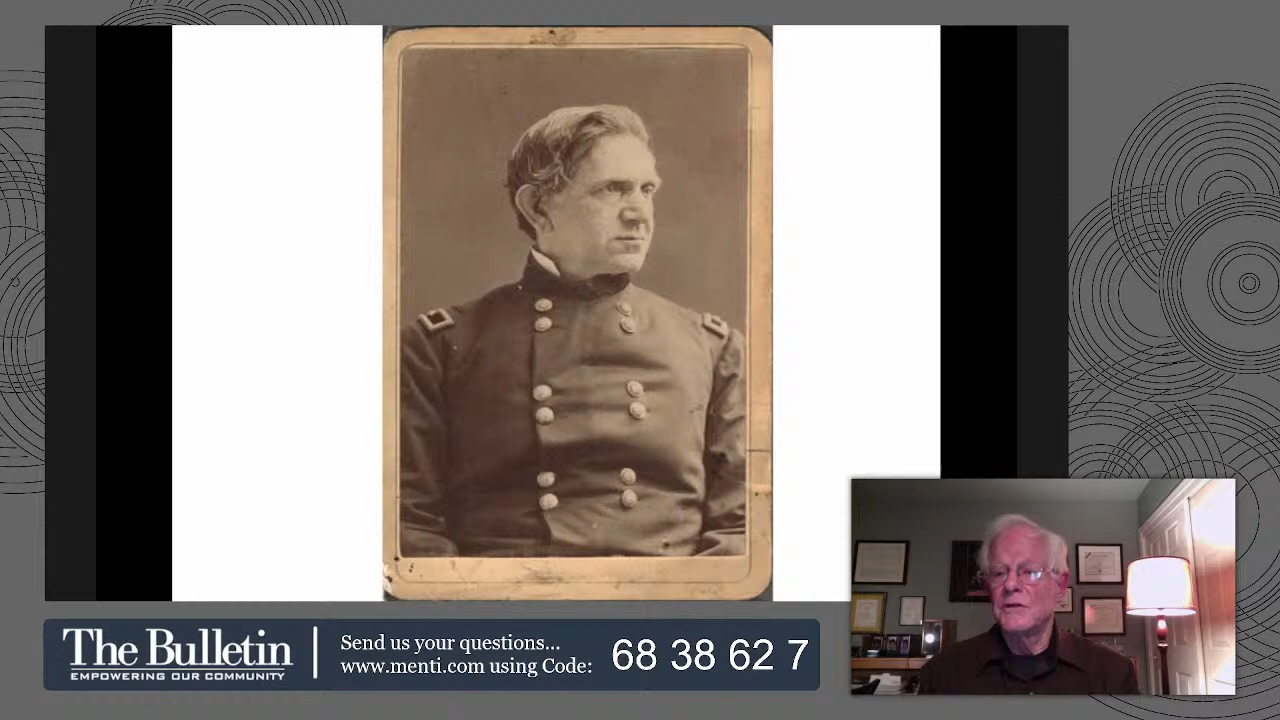 The Bulletin
EMPOWERING OUR COMMUNITY
Send us your questions...
www.menti.com using Code:
68 38 62 7